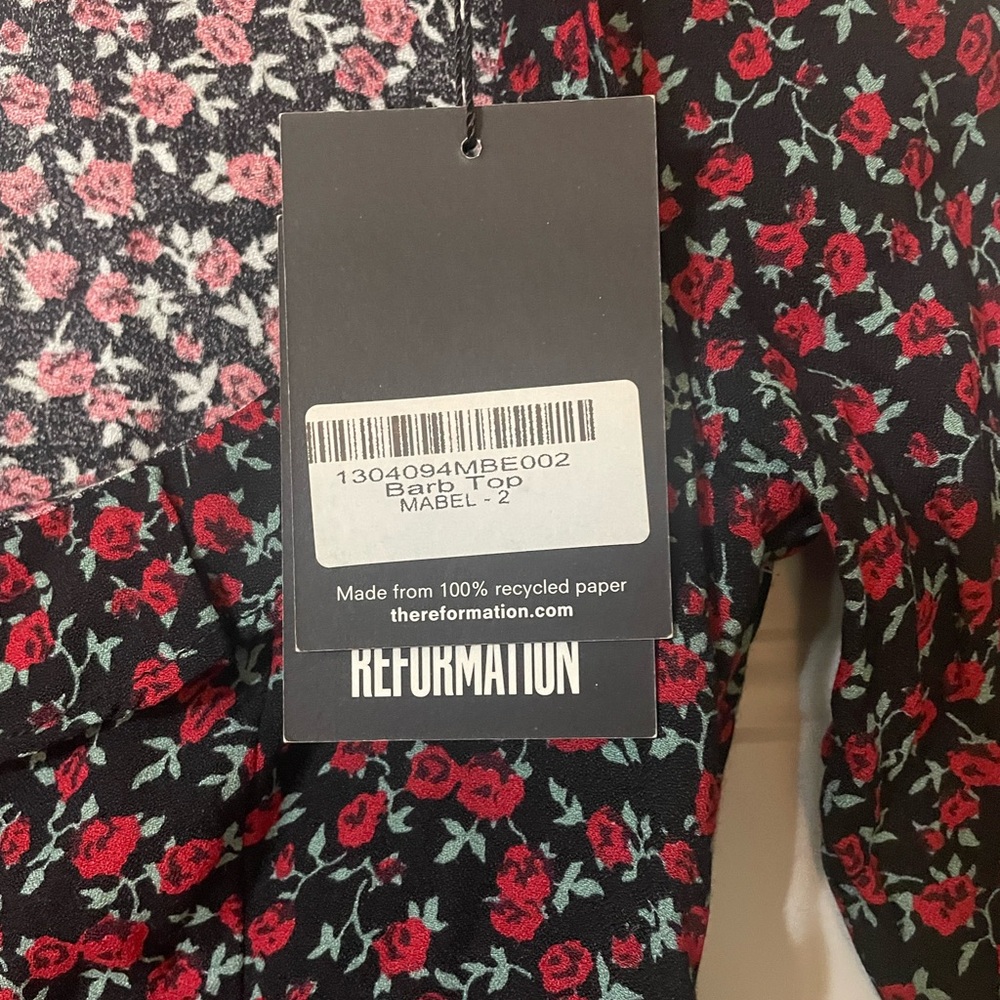 1304094MBE002
Barb Top
MABEL - 2
Made from 100% recycled paper
thereformation.com
REFORMATION